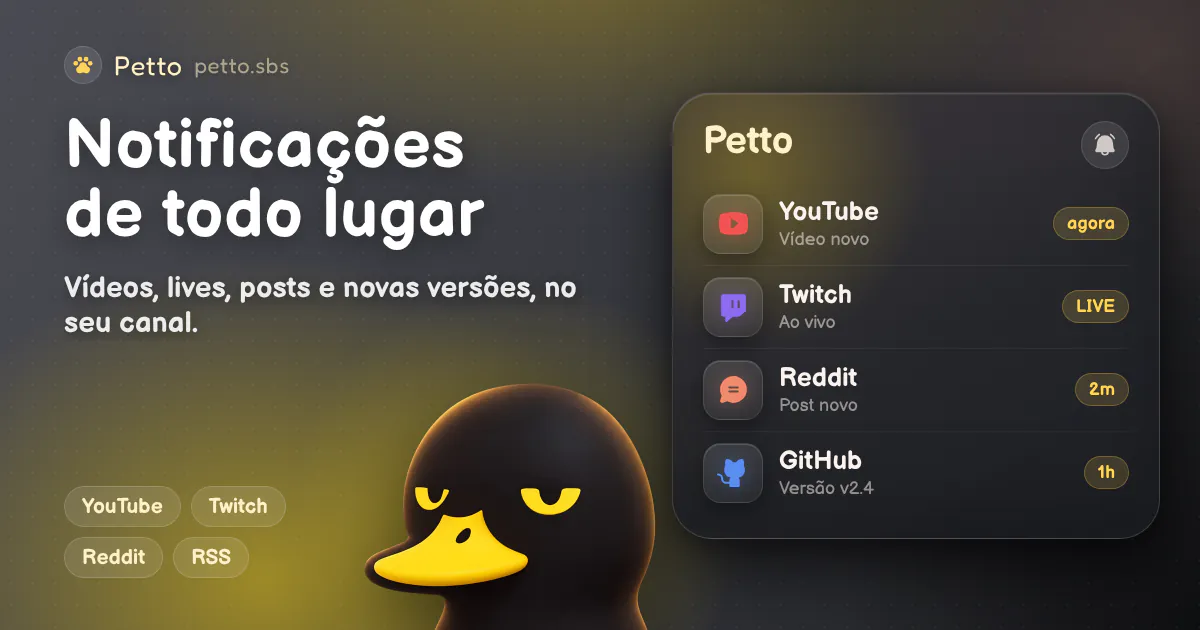 Petto petto.sbs
Notificações
de todo lugar
Vídeos, lives, posts e novas versões, no
seu canal.
YouTube Twitch
Reddit RSS
Petto
YouTube
Vídeo novo
agora
Twitch
Ao vivo
LIVE
Reddit
Post novo
2m
GitHub
Versão v2.4
1h